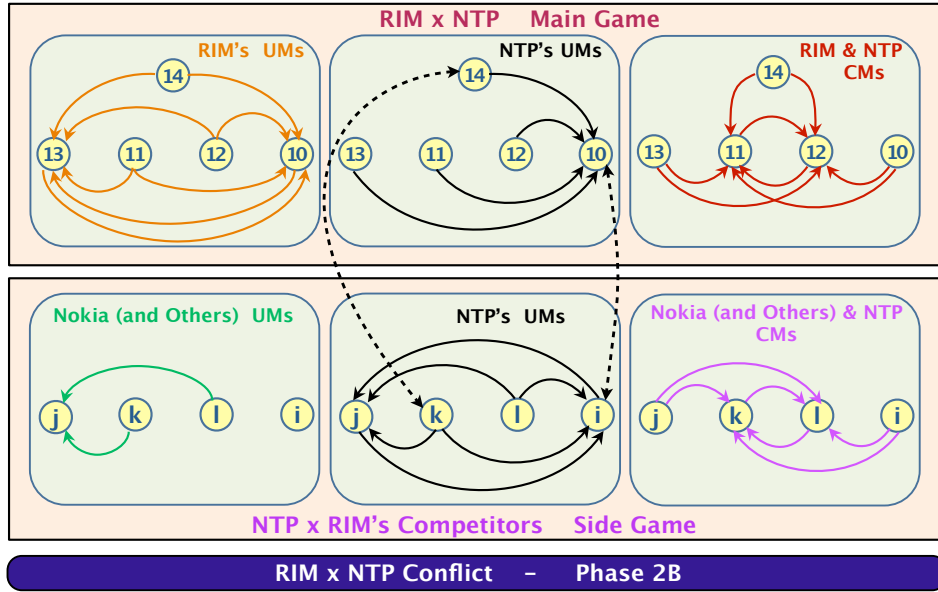 RIM x NTP Main Game
RIM's UMs
NTP's UMs
RIM & NTP
CMs
14
14
14
13
11
12
10
13
11
12
10
13
11
12
10
Nokia (and Others) UMs
NTP's UMs
Nokia (and Others) & NTP
CMs
j
k
l
i
j
k
l
i
j
k
l
i
NTP x RIM's Competitors Side Game
RIM x NTP Conflict – Phase 2B